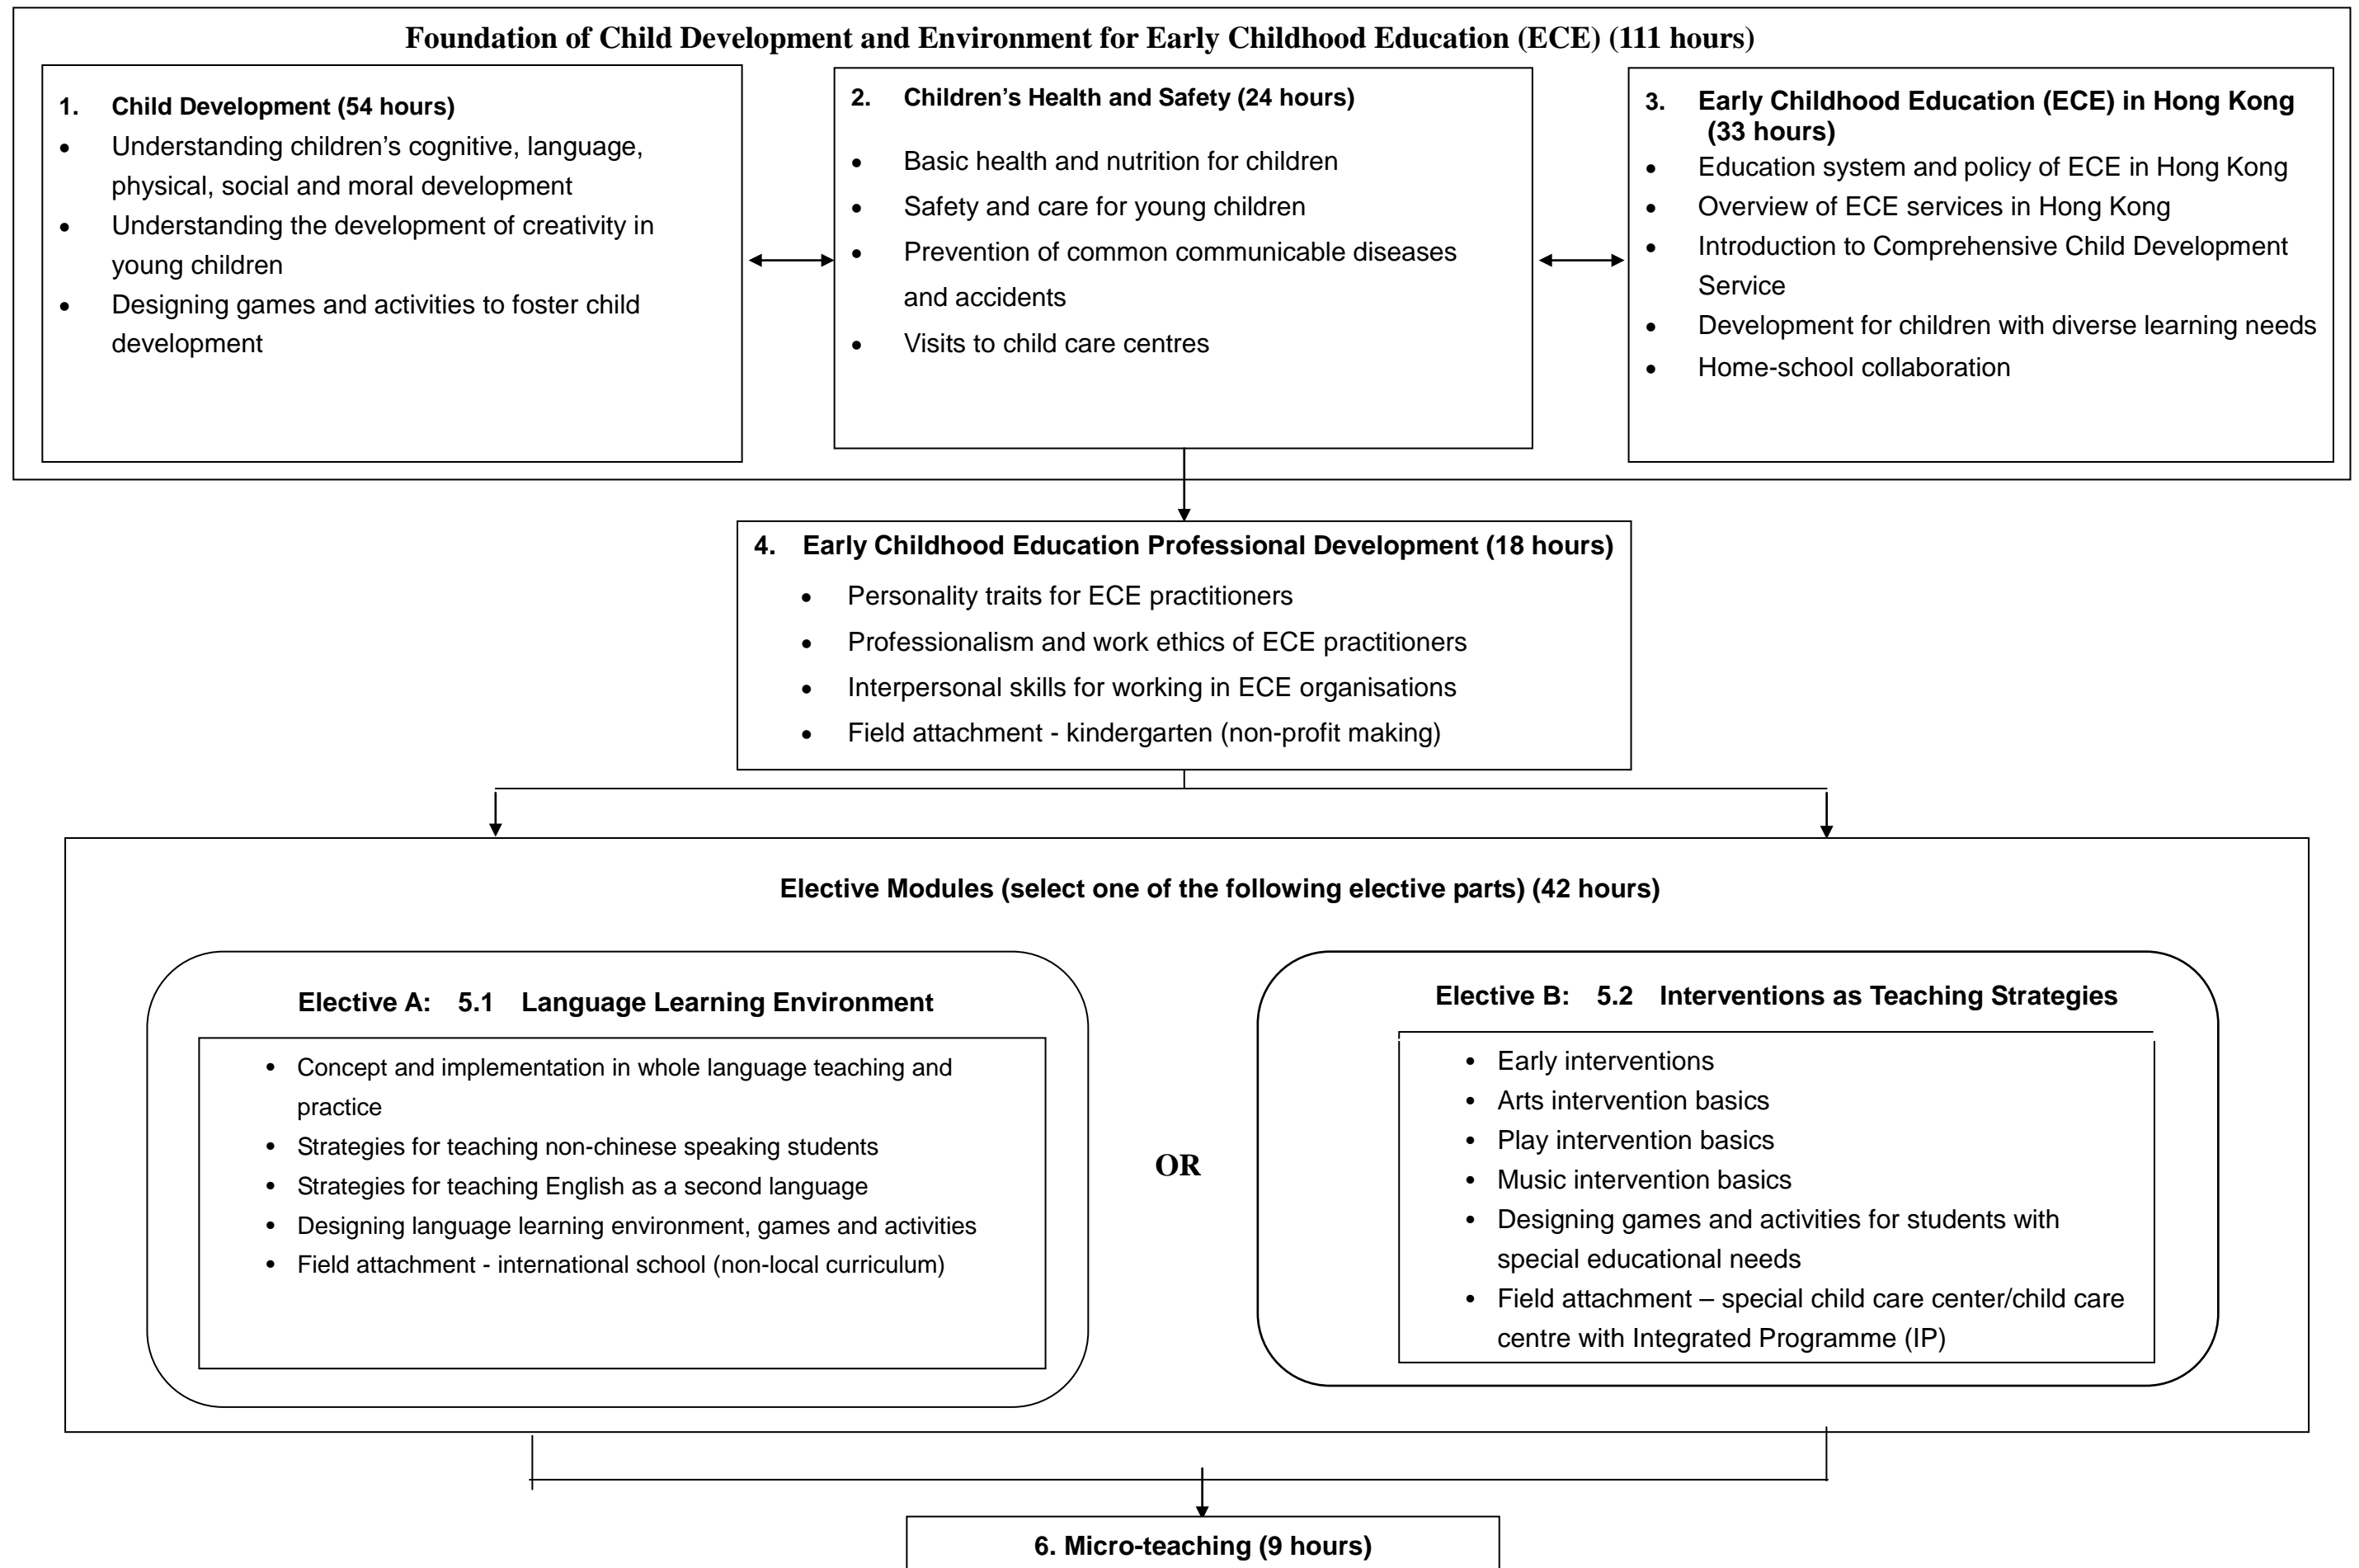 Foundation of Child Development and Environment for Early Childhood Education (ECE) (111 hours)
1. Child Development (54 hours)
• Understanding children’s cognitive, language,
physical, social and moral development
• Understanding the development of creativity in
young children
• Designing games and activities to foster child
development
2. Children’s Health and Safety (24 hours)
• Basic health and nutrition for children
• Safety and care for young children
• Prevention of common communicable diseases
and accidents
• Visits to child care centres
3. Early Childhood Education (ECE) in Hong Kong
(33 hours)
• Education system and policy of ECE in Hong Kong
• Overview of ECE services in Hong Kong
• Introduction to Comprehensive Child Development
Service
• Development for children with diverse learning needs
• Home-school collaboration
4. Early Childhood Education Professional Development (18 hours)
• Personality traits for ECE practitioners
• Professionalism and work ethics of ECE practitioners
• Interpersonal skills for working in ECE organisations
• Field attachment - kindergarten (non-profit making)
Elective Modules (select one of the following elective parts) (42 hours)
Elective A: 5.1 Language Learning Environment
• Concept and implementation in whole language teaching and
practice
• Strategies for teaching non-chinese speaking students
• Strategies for teaching English as a second language
• Designing language learning environment, games and activities
• Field attachment - international school (non-local curriculum)
OR
Elective B: 5.2 Interventions as Teaching Strategies
• Early interventions
• Arts intervention basics
• Play intervention basics
• Music intervention basics
• Designing games and activities for students with
special educational needs
• Field attachment – special child care center/child care
centre with Integrated Programme (IP)
6. Micro-teaching (9 hours)